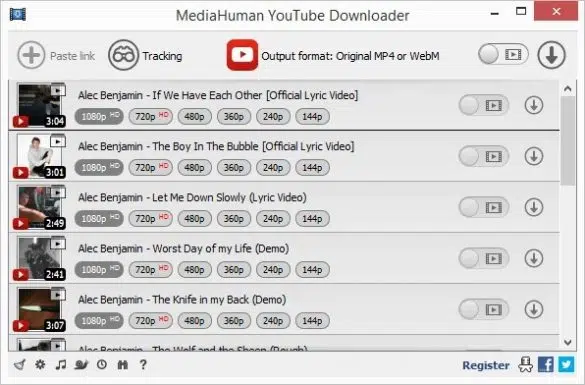 MediaHuman YouTube Downloader
Paste link
Tracking
Output format: Original MP4 or WebM
Alec Benjamin - If We Have Each Other [Official Lyric Video]
3:04
1080p HD 720p HD 480p 360p 240p 144p
Alec Benjamin - The Boy In The Bubble [Official Lyric Video]
3:01
1080p HD 720p HD 480p 360p 240p 144p
Alec Benjamin - Let Me Down Slowly (Lyric Video)
2:49
1080p HD 720p HD 480p 360p 240p 144p
Alec Benjamin - Worst Day of my Life (Demo)
2:41
1080p HD 720p HD 480p 360p 240p 144p
Alec Benjamin - The Knife in my Back (Demo)
3:07
1080p HD 720p HD 480p 360p 240p 144p
Alec Benjamin - The Wolf and the Sheep (Rough)
Register